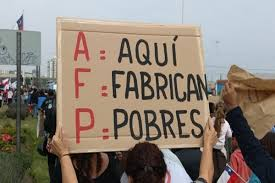 A = AQUÍ
F = FABRICAN
P = POBRES